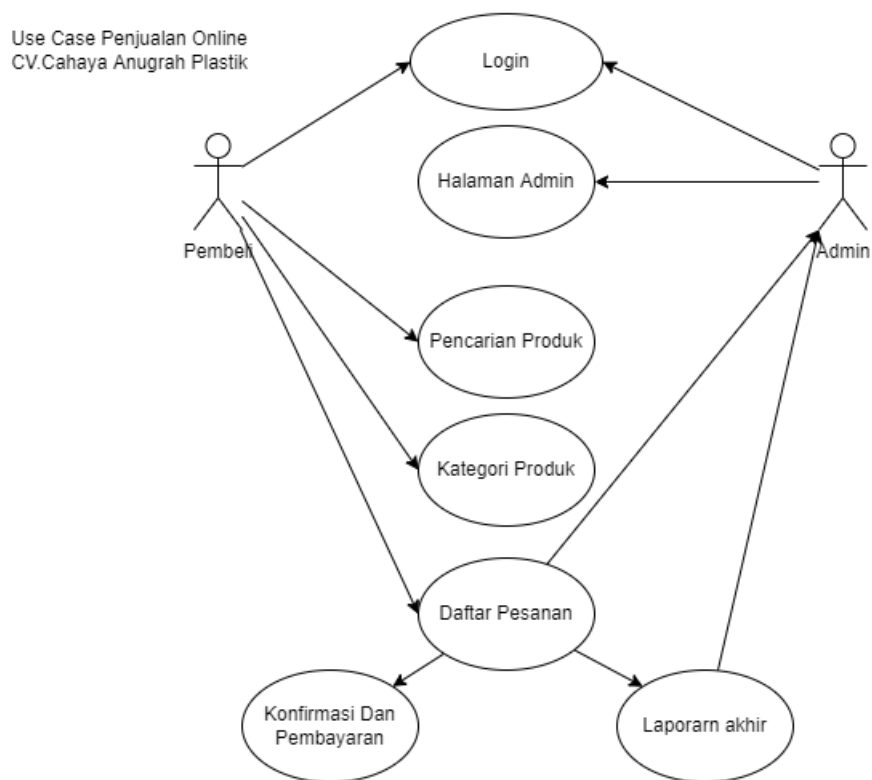 Use Case Penjualan Online
CV.Cahaya Anugrah Plastik
Login
Halaman Admin
Pembeli
Admin
Pencarian Produk
Kategori Produk
Daftar Pesanan
Konfirmasi Dan
Pembayaran
Laporarn akhir